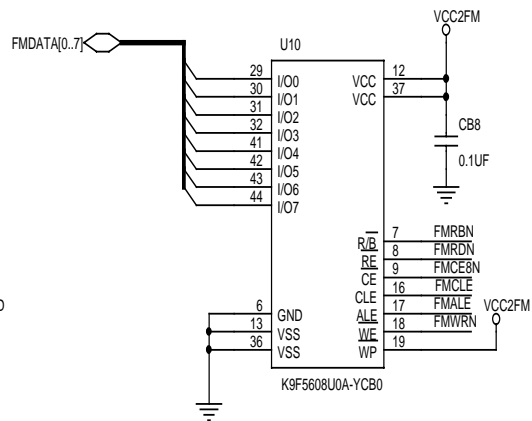 VCC2FM
FMDATA[0..7]
U10
29 I/O0 VCC 12
30 I/O1 VCC 37
31 I/O2
32 I/O3
41 I/O4
42 I/O5
43 I/O6
44 I/O7
CB8
0.1UF
R/B 7 FMRBN
RE 8 FMRDN
CE 9 FMCE8N
CLE 16 FMCLE
6 GND ALE 17 FMALE
13 VSS WE 18 FMWRN
36 VSS WP 19
VCC2FM
K9F5608U0A-YCB0